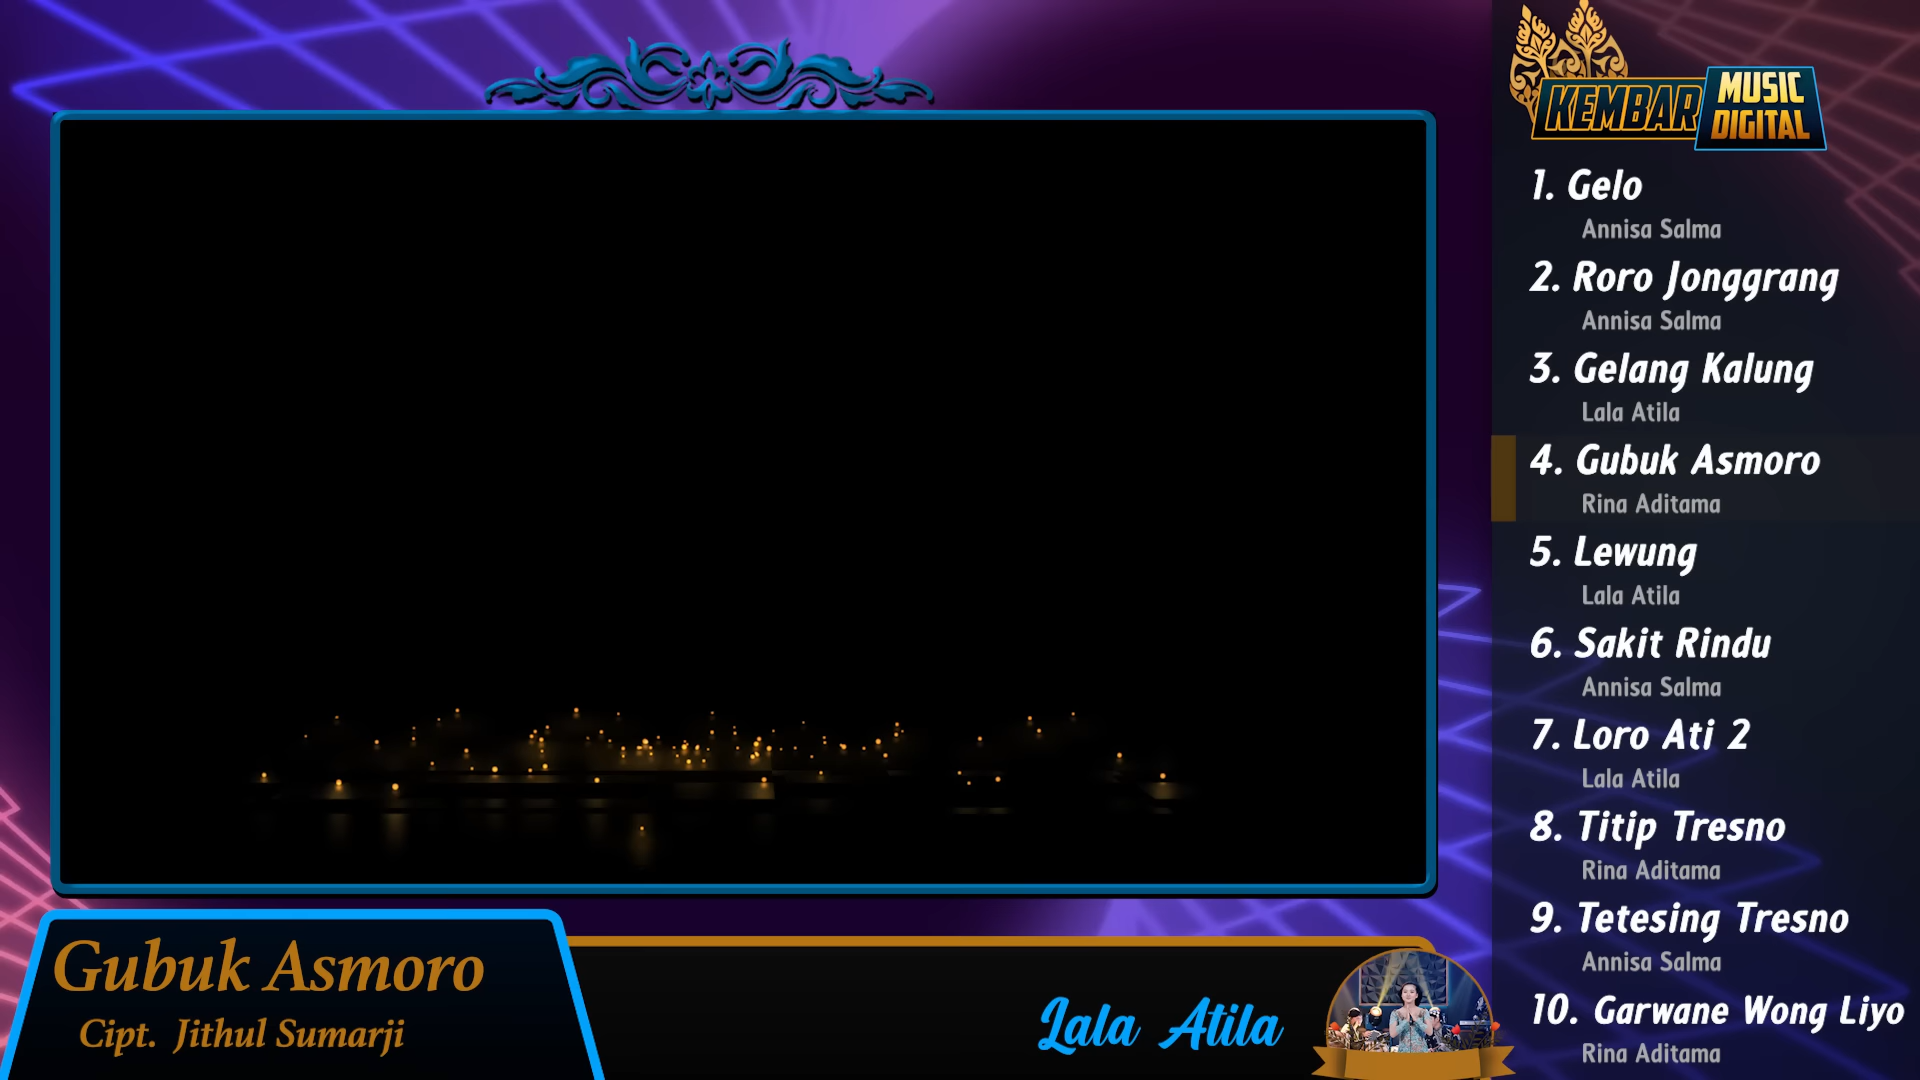 KEMBAR MUSIC DIGITAL
1. Gelo
Annisa Salma
2. Roro Jonggrang
Annisa Salma
3. Gelang Kalung
Lala Atila
4. Gubuk Asmoro
Rina Aditama
5. Lewung
Lala Atila
6. Sakit Rindu
Annisa Salma
7. Loro Ati 2
Lala Atila
8. Titip Tresno
Rina Aditama
9. Tetesing Tresno
Annisa Salma
10. Garwane Wong Liyo
Rina Aditama
Gubuk Asmoro
Cipt. Jithul Sumarji
Lala Atila